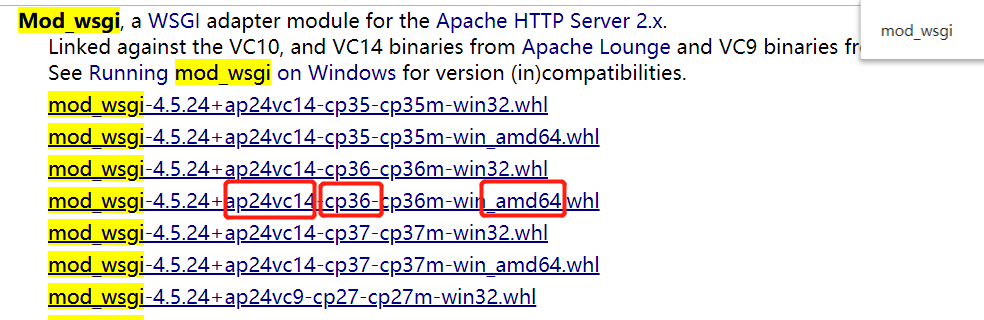 Mod_wsgi, a WSGI adapter module for the Apache HTTP Server 2.x.
mod_wsgi
Linked against the VC10, and VC14 binaries from Apache Lounge and VC9 binaries
See Running mod_wsgi on Windows for version (in)compatibilities.
mod_wsgi-4.5.24+ap24vc14-cp35-cp35m-win32.whl
mod_wsgi-4.5.24+ap24vc14-cp35-cp35m-win_amd64.whl
mod_wsgi-4.5.24+ap24vc14-cp36-cp36m-win32.whl
mod_wsgi-4.5.24+ap24vc14-cp36-cp36m-win_amd64.whl
mod_wsgi-4.5.24+ap24vc14-cp37-cp37m-win32.whl
mod_wsgi-4.5.24+ap24vc14-cp37-cp37m-win_amd64.whl
mod_wsgi-4.5.24+ap24vc9-cp27-cp27m-win32.whl